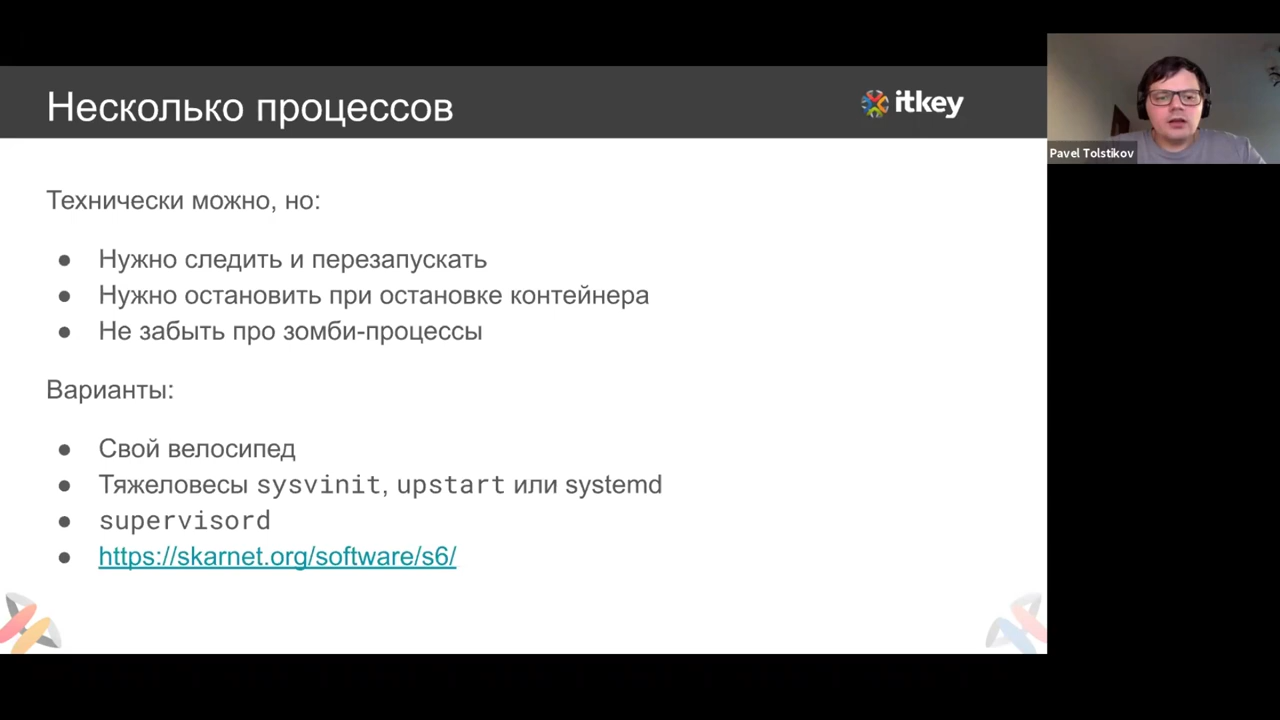 Несколько процессов
itkey
Pavel Tolstikov
Технически можно, но:
● Нужно следить и перезапускать
● Нужно остановить при остановке контейнера
● Не забыть про зомби-процессы
Варианты:
● Свой велосипед
● Тяжеловесы sysvinit, upstart или systemd
● supervisord
● https://skarnet.org/software/s6/